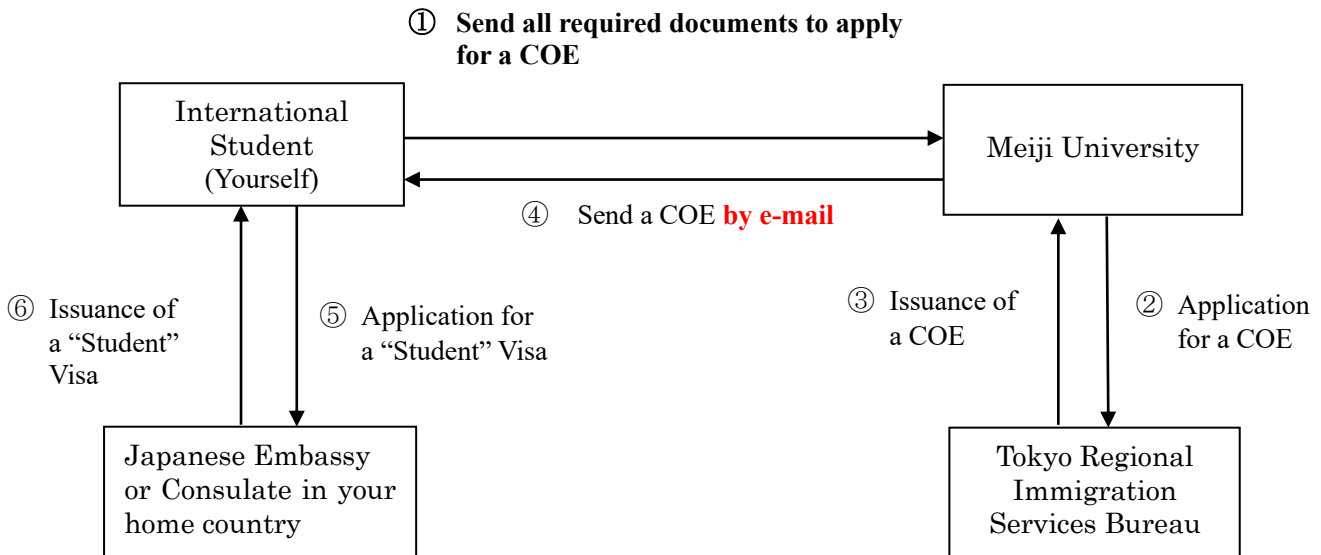 ① Send all required documents to apply
for a COE
International
Student
(Yourself)
Meiji University
④ Send a COE by e-mail
⑥ Issuance of
a “Student”
Visa
⑤ Application for
a “Student” Visa
③ Issuance of
a COE
② Application
for a COE
Japanese Embassy
or Consulate in your
home country
Tokyo Regional
Immigration
Services Bureau